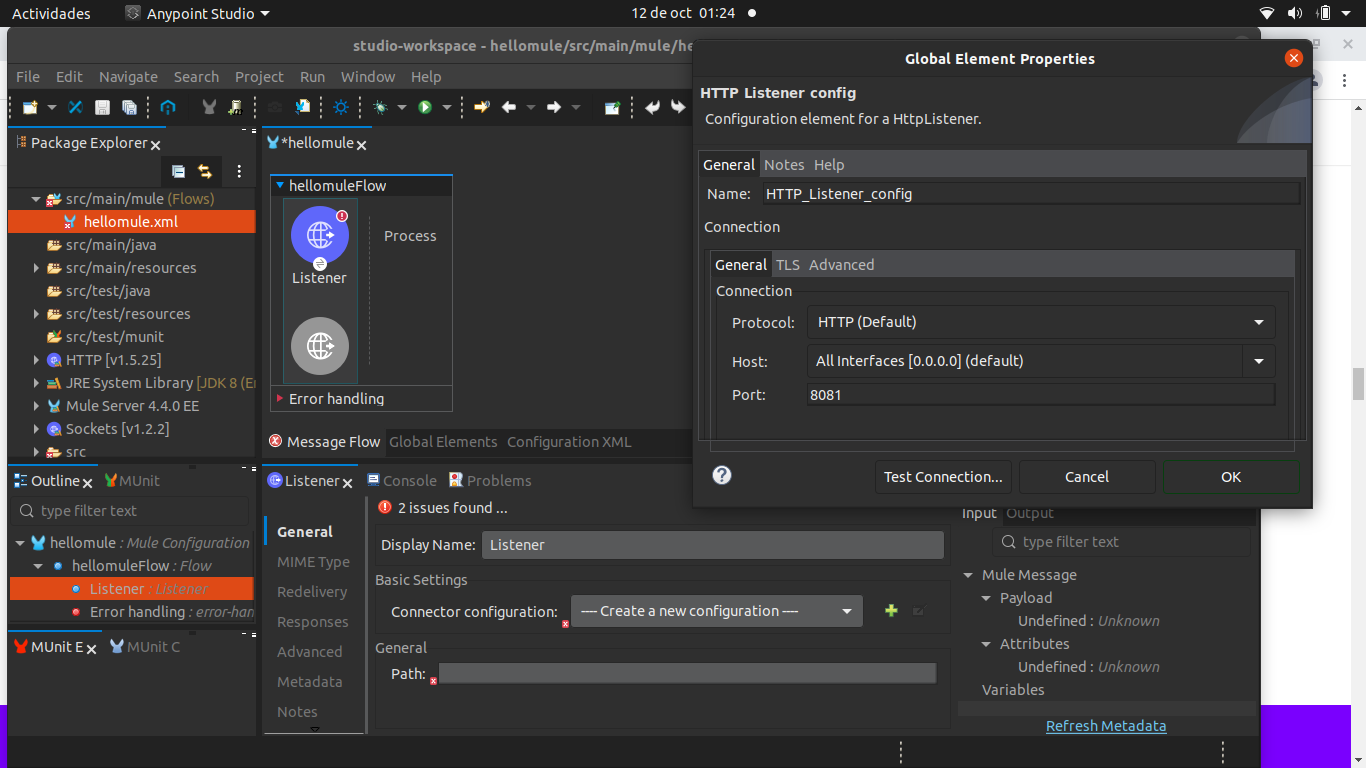 Actividades Anypoint Studio 12 de oct 01:24
studio-workspace - hellomule/src/main/mule/he
File Edit Navigate Search Project Run Window Help
Package Explorer
src/main/mule (Flows)
hellomule.xml
src/main/java
src/main/resources
src/test/java
src/test/resources
src/test/munit
HTTP [v1.5.25]
JRE System Library [JDK 8 (E
Mule Server 4.4.0 EE
Sockets [v1.2.2]
src
*hellomule
hellomuleFlow
Listener
Process
Error handling
Message Flow Global Elements Configuration XML
Global Element Properties
HTTP Listener config
Configuration element for a HttpListener.
General Notes Help
Name: HTTP_Listener_config
Connection
General TLS Advanced
Connection
Protocol: HTTP (Default)
Host: All Interfaces [0.0.0.0] (default)
Port: 8081
? Test Connection... Cancel OK
Outline MUnit
type filter text
hellomule : Mule Configuration
hellomuleFlow : Flow
Listener : Listener
Error handling : error-han
MUnit E MUnit C
Listener Console Problems
General
MIME Type
Redelivery
Responses
Advanced
Metadata
Notes
2 issues found ...
Display Name: Listener
Basic Settings
Connector configuration: ---- Create a new configuration ----
General
Path:
Input Output
type filter text
Mule Message
Payload
Undefined : Unknown
Attributes
Undefined : Unknown
Variables
Refresh Metadata